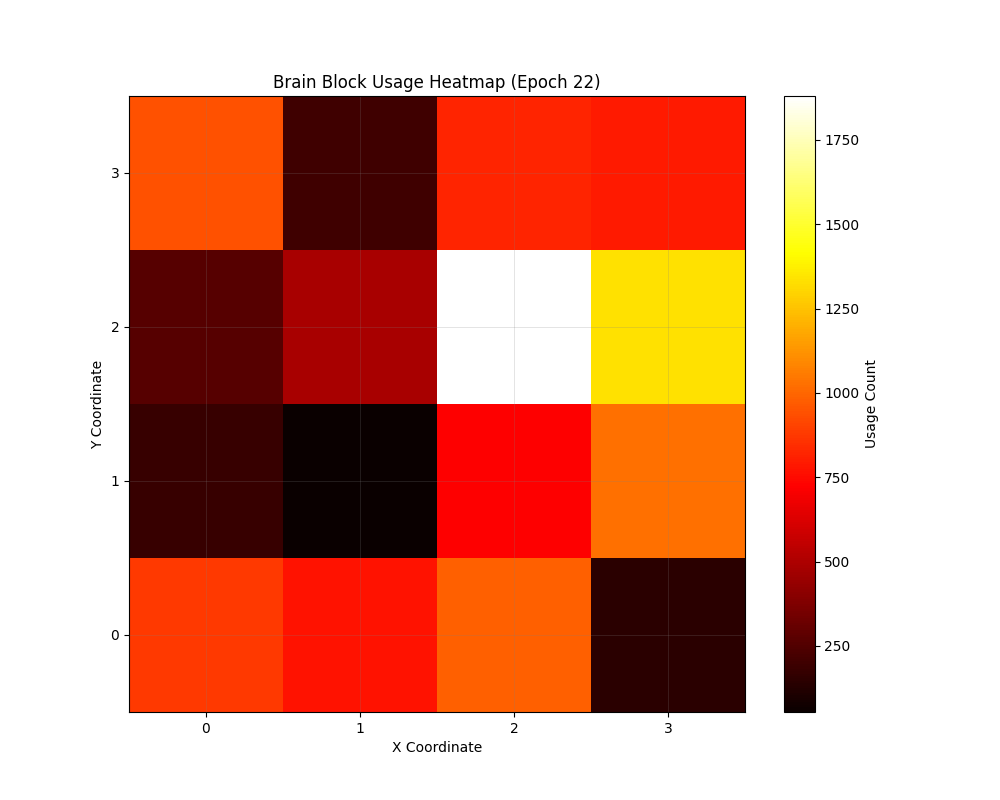 Brain Block Usage Heatmap (Epoch 22)
3
2
1
0
Y Coordinate
0 1 2 3
X Coordinate
1750
1500
1250
1000
750
500
250
Usage Count